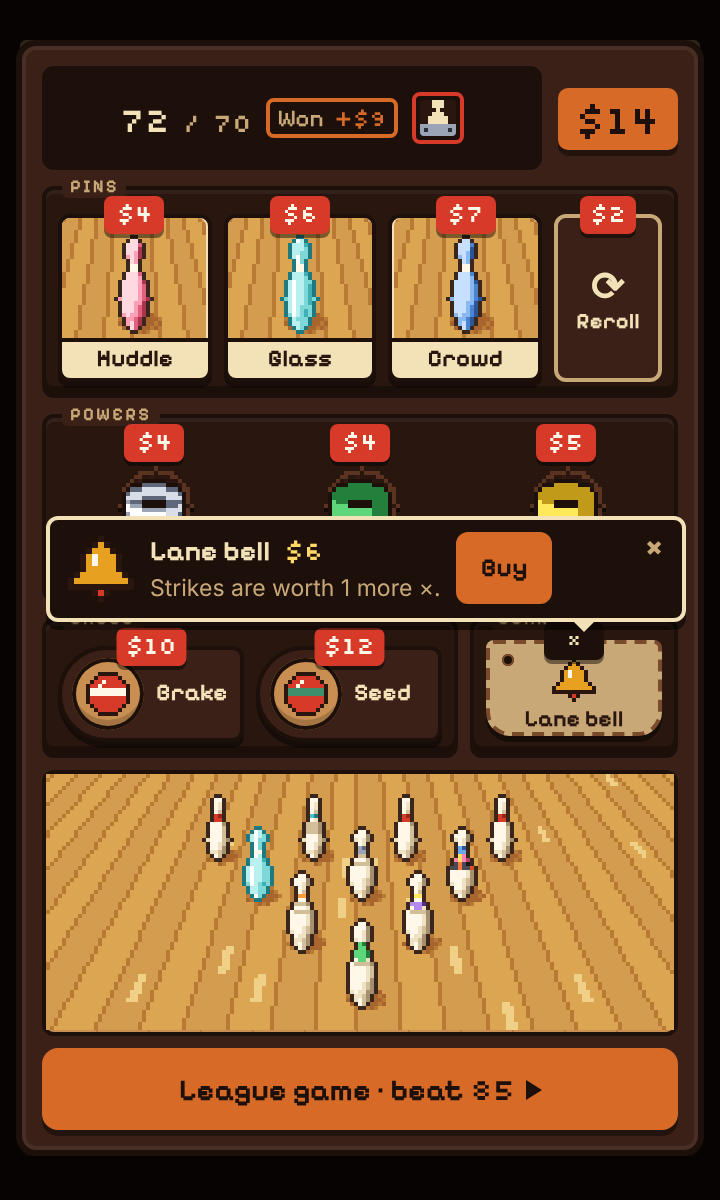 72 / 70 Won +$9
$14
PINS
$4 $6 $7 $2
Huddle Glass Crowd Reroll
POWERS
$4 $4 $5
Lane bell $6
Strikes are worth 1 more ×.
Buy
×
$10 Brake
$12 Seed
×
Lane bell
League game · beat 85 ▶